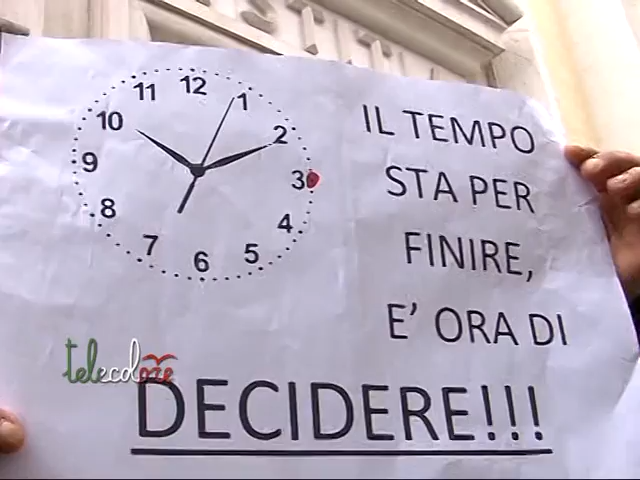 12
1
2
3
4
5
6
7
8
9
10
11
IL TEMPO
STA PER
FINIRE,
E' ORA DI
DECIDERE!!!
telecolore